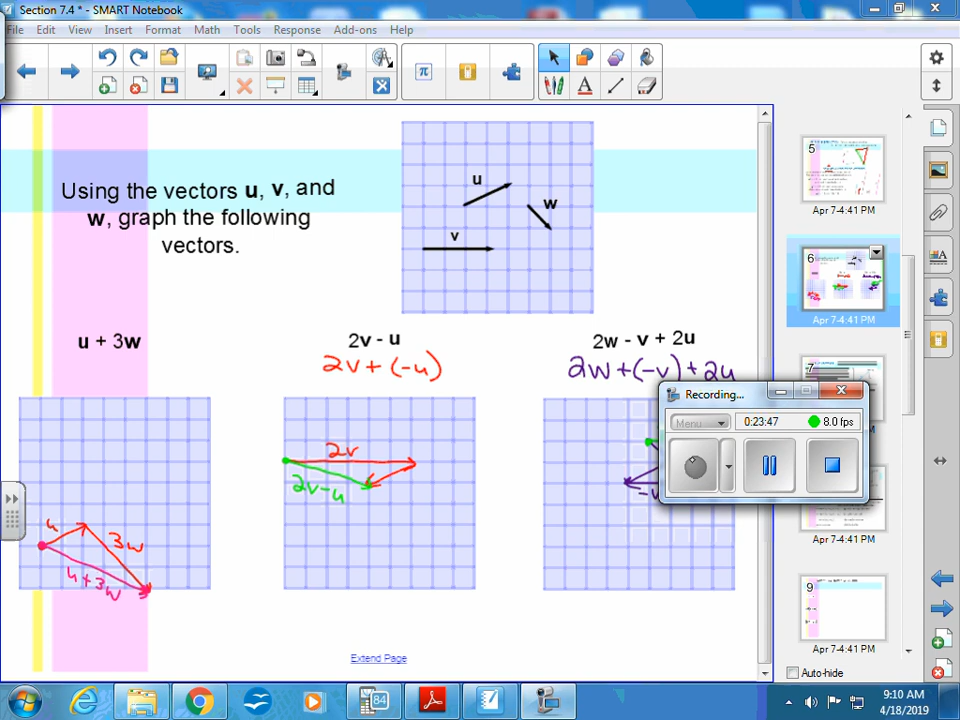 Section 7.4 * - SMART Notebook
File Edit View Insert Format Math Tools Response Add-ons Help
Using the vectors u, v, and
w, graph the following
vectors.
u
w
v
u + 3w
2v - u
2w - v + 2u
2v + (-u)
2w + (-v) + 2u
2v
2v-u
-v
u
3w
u + 3w
Extend Page
Recording...
Menu
0:23:47
8.0 fps
5
Apr 7-4:41 PM
6
Apr 7-4:41 PM
7
Apr 7-4:41 PM
9
Apr 7-4:41 PM
Auto-hide
84
9:10 AM
4/18/2019